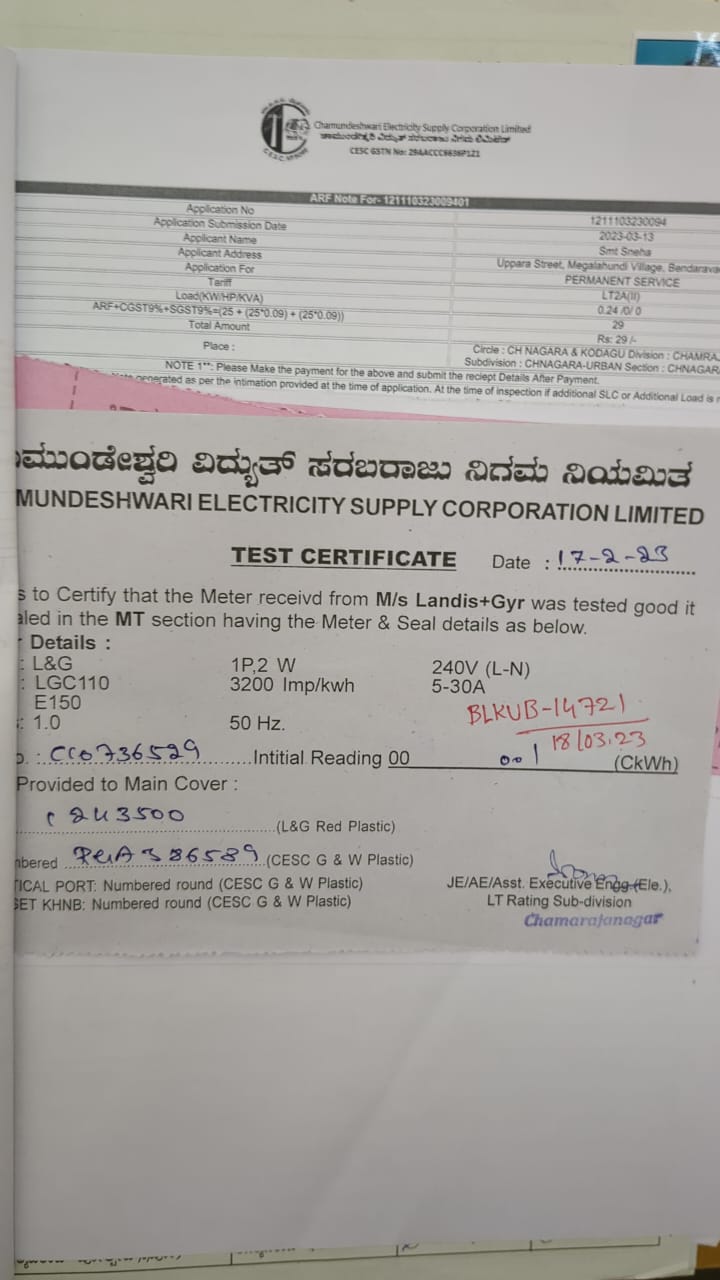 Chamundeshwari Electricity Supply Corporation Limited
ಚಾಮುಂಡೇಶ್ವರಿ ವಿದ್ಯುತ್ ಸರಬರಾಜು ನಿಗಮ ನಿಯಮಿತ
CESC GSTN No:
ARF Note For- 121110323009401
Application No 1211103230094
Application Submission Date 2023-03-13
Applicant Name Smt Sneha
Applicant Address Uppara Street, Megalahundi Village, Bendarava
Application For PERMANENT SERVICE
Tariff LT2A(II)
Load(KW/HP/KVA) 0.24 /0/ 0
ARF+CGST9%+SGST9%=(25 + (25*0.09) + (25*0.09)) 29
Total Amount Rs: 29 /-
Place : Circle : CH NAGARA & KODAGU Division : CHAMRAJ
Subdivision : CHNAGARA-URBAN Section : CHNAGAR
NOTE 1**: Please Make the payment for the above and submit the reciept Details After Payment.
generated as per the intimation provided at the time of application. At the time of inspection if additional SLC or Additional Load is
ಮುಂಡೇಶ್ವರಿ ವಿದ್ಯುತ್ ಸರಬರಾಜು ನಿಗಮ ನಿಯಮಿತ
MUNDESHWARI ELECTRICITY SUPPLY CORPORATION LIMITED
TEST CERTIFICATE Date : 17-2-23
s to Certify that the Meter receivd from M/s Landis+Gyr was tested good it
aled in the MT section having the Meter & Seal details as below.
Details :
: L&G 1P,2 W 240V (L-N)
: LGC110 3200 Imp/kwh 5-30A
E150 BLKUB-14721
: 1.0 50 Hz. 18/03.23
CC0736529 Intitial Reading 00 001 (CkWh)
Provided to Main Cover :
243500 (L&G Red Plastic)
nbered 386589 (CESC G & W Plastic)
TICAL PORT: Numbered round (CESC G & W Plastic)
SET KHNB: Numbered round (CESC G & W Plastic)
JE/AE/Asst. Executive Engg.(Ele.),
LT Rating Sub-division
Chamarajanagar